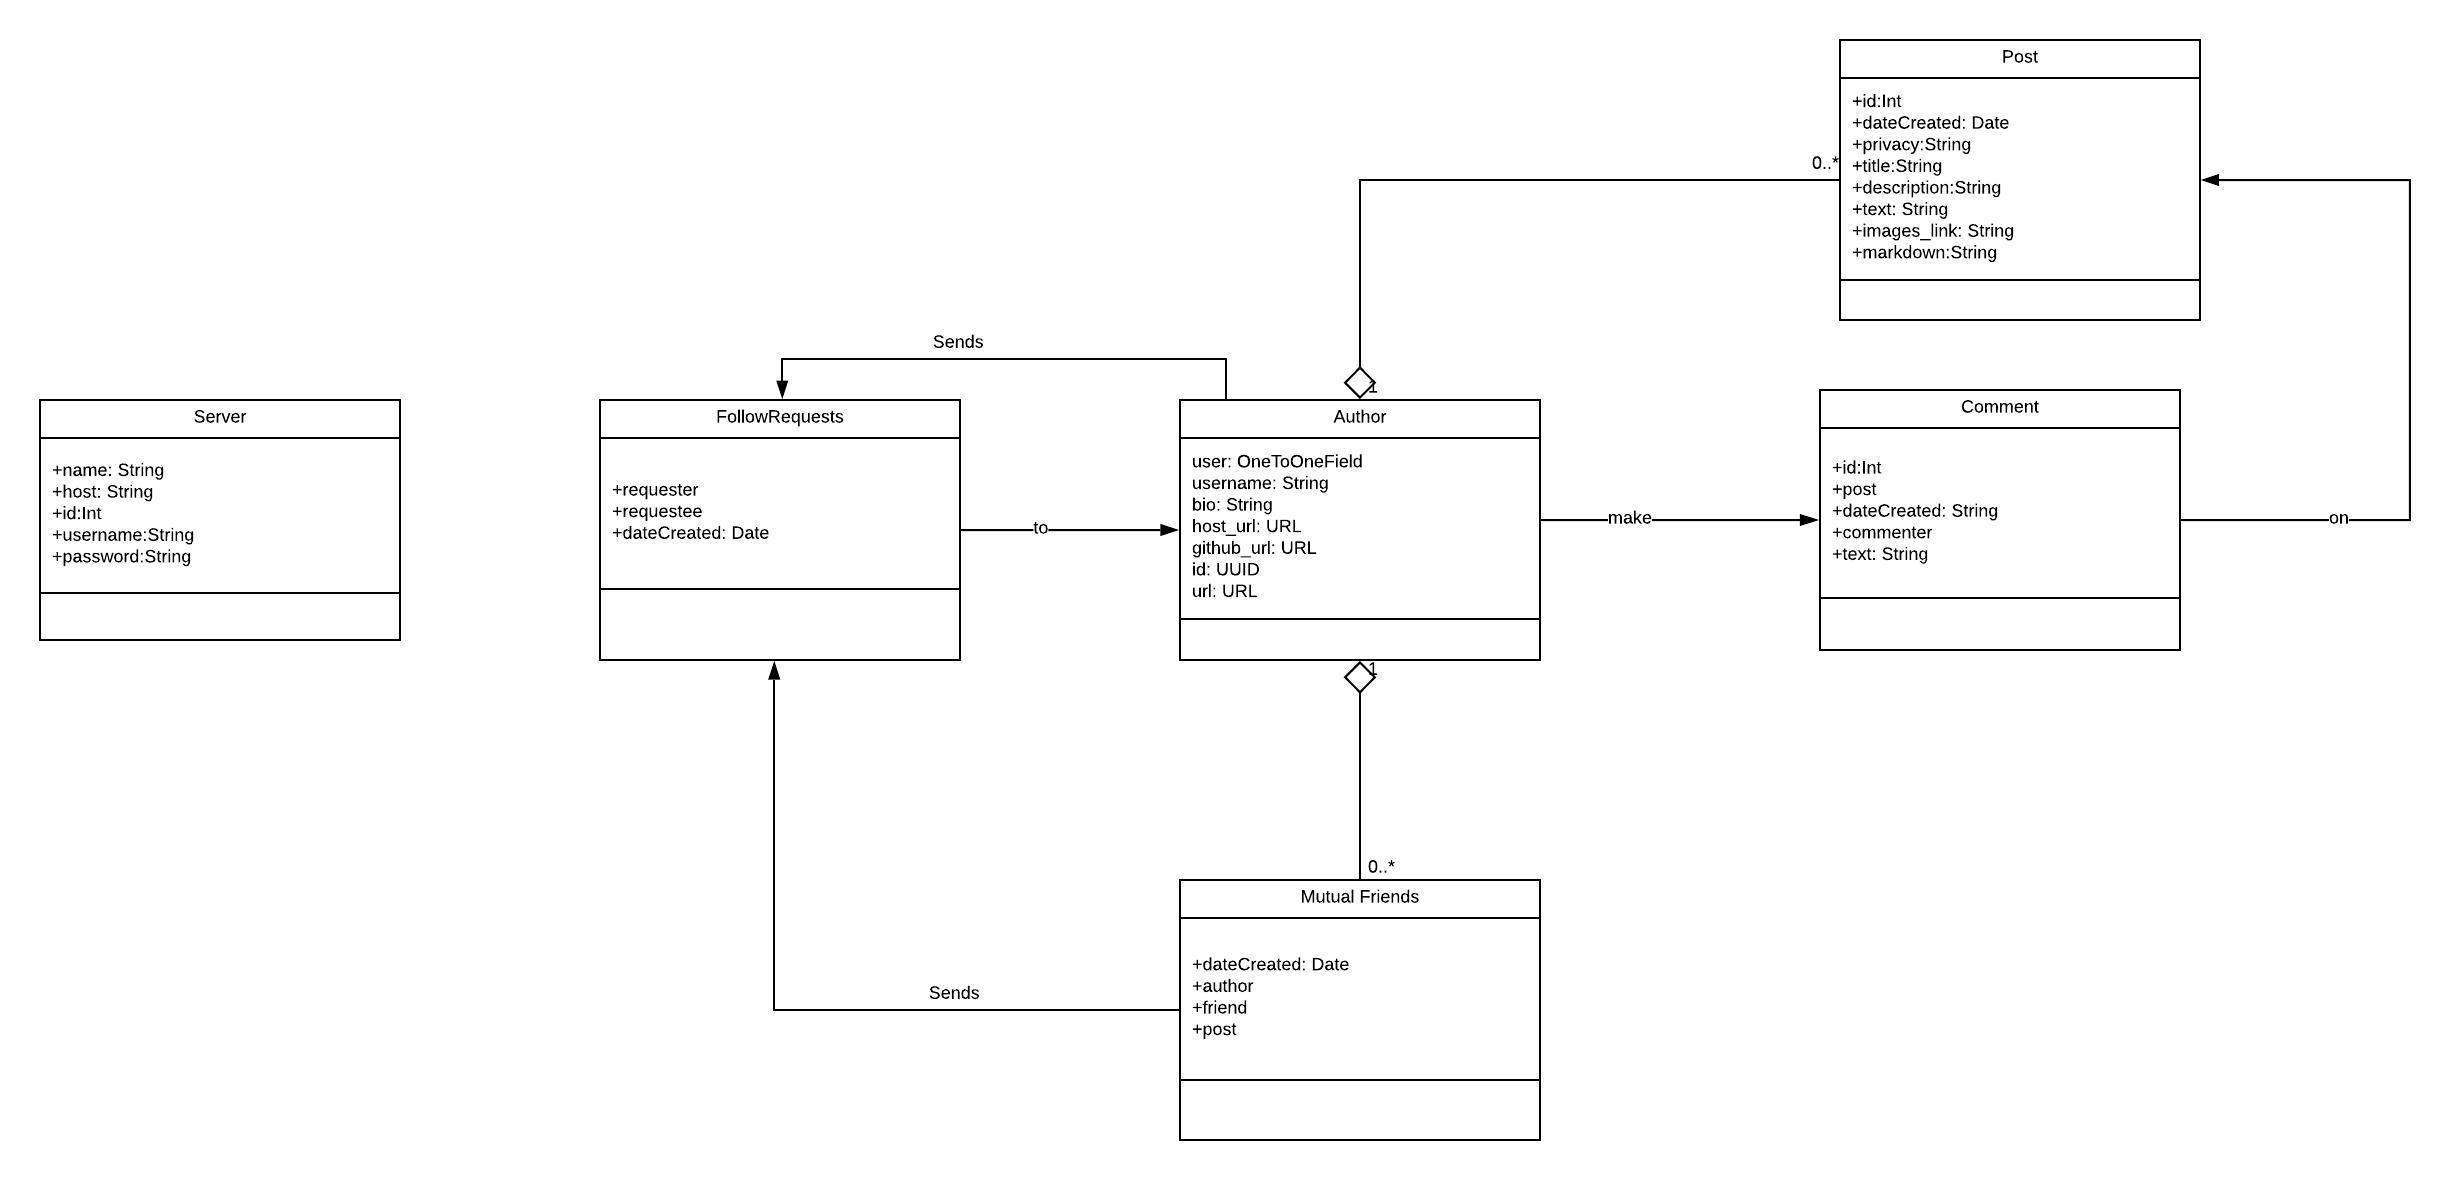 Post
+id:Int
+dateCreated: Date
+privacy:String
+title:String
+description:String
+text: String
+images_link: String
+markdown:String
0..*
Sends
1
Server
+name: String
+host: String
+id:Int
+username:String
+password:String
FollowRequests
+requester
+requestee
+dateCreated: Date
to
Author
user: OneToOneField
username: String
bio: String
host_url: URL
github_url: URL
id: UUID
url: URL
make
Comment
+id:Int
+post
+dateCreated: String
+commenter
+text: String
on
1
0..*
Mutual Friends
+dateCreated: Date
+author
+friend
+post
Sends